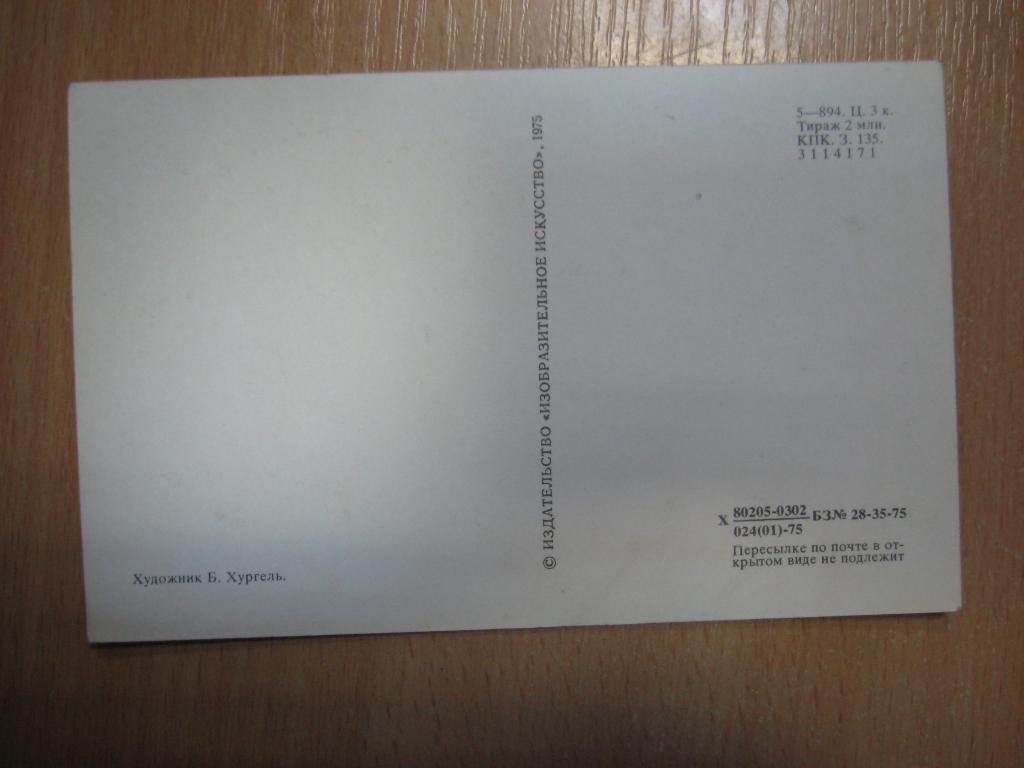 5—894. Ц. 3 к.
Тираж 2 млн.
КПК. З. 135.
3114171
© ИЗДАТЕЛЬСТВО «ИЗОБРАЗИТЕЛЬНОЕ ИСКУССТВО», 1975
Х 80205-0302 БЗ№ 28-35-75
024(01)-75
Пересылке по почте в от-
крытом виде не подлежит
Художник Б. Хургель.